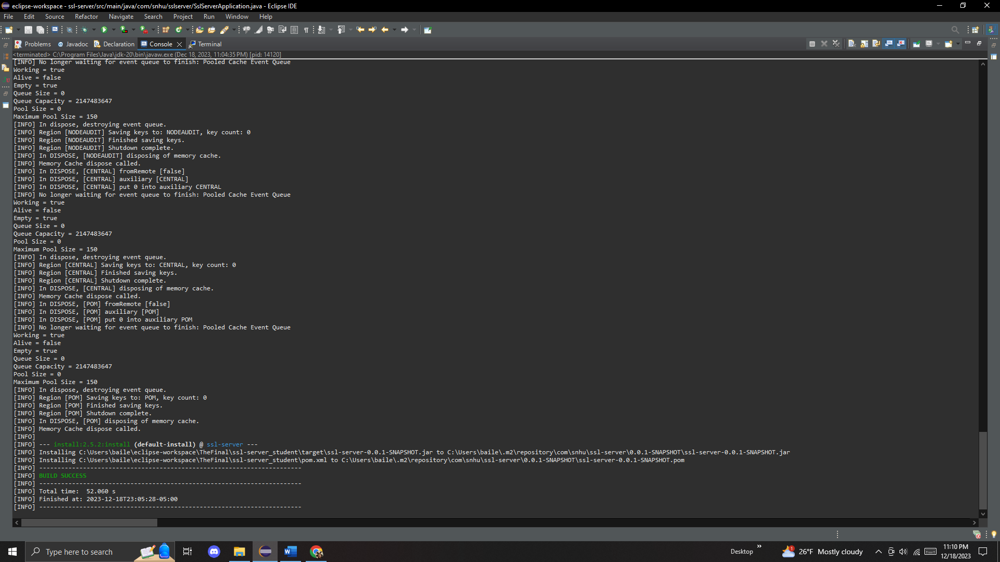 eclipse-workspace - ssl-server/src/main/java/com/snhu/sslserver/SslServerApplication.java - Eclipse IDE
File Edit Source Refactor Navigate Search Project Run Window Help
Problems Javadoc Declaration Console Terminal
<terminated> C:\Program Files\Java\jdk-20\bin\javaw.exe (Dec 18, 2023, 11:04:35 PM) [pid: 14120]
[INFO] No longer waiting for event queue to finish: Pooled Cache Event Queue
Working = true
Alive = false
Empty = true
Queue Size = 0
Queue Capacity = 2147483647
Pool Size = 0
Maximum Pool Size = 150
[INFO] In dispose, destroying event queue.
[INFO] Region [NODEAUDIT] Saving keys to: NODEAUDIT, key count: 0
[INFO] Region [NODEAUDIT] Finished saving keys.
[INFO] Region [NODEAUDIT] Shutdown complete.
[INFO] In DISPOSE, [NODEAUDIT] disposing of memory cache.
[INFO] Memory Cache dispose called.
[INFO] In DISPOSE, [CENTRAL] fromRemote [false]
[INFO] In DISPOSE, [CENTRAL] auxiliary [CENTRAL]
[INFO] In DISPOSE, [CENTRAL] put 0 into auxiliary CENTRAL
[INFO] No longer waiting for event queue to finish: Pooled Cache Event Queue
Working = true
Alive = false
Empty = true
Queue Size = 0
Queue Capacity = 2147483647
Pool Size = 0
Maximum Pool Size = 150
[INFO] In dispose, destroying event queue.
[INFO] Region [CENTRAL] Saving keys to: CENTRAL, key count: 0
[INFO] Region [CENTRAL] Finished saving keys.
[INFO] Region [CENTRAL] Shutdown complete.
[INFO] In DISPOSE, [CENTRAL] disposing of memory cache.
[INFO] Memory Cache dispose called.
[INFO] In DISPOSE, [POM] fromRemote [false]
[INFO] In DISPOSE, [POM] auxiliary [POM]
[INFO] In DISPOSE, [POM] put 0 into auxiliary POM
[INFO] No longer waiting for event queue to finish: Pooled Cache Event Queue
Working = true
Alive = false
Empty = true
Queue Size = 0
Queue Capacity = 2147483647
Pool Size = 0
Maximum Pool Size = 150
[INFO] In dispose, destroying event queue.
[INFO] Region [POM] Saving keys to: POM, key count: 0
[INFO] Region [POM] Finished saving keys.
[INFO] Region [POM] Shutdown complete.
[INFO] In DISPOSE, [POM] disposing of memory cache.
[INFO] Memory Cache dispose called.
[INFO]
[INFO] --- install:2.5.2:install (default-install) @ ssl-server ---
[INFO] Installing C:\Users\baile\eclipse-workspace\TheFinal\ssl-server_student\target\ssl-server-0.0.1-SNAPSHOT.jar to C:\Users\baile\.m2\repository\com\snhu\ssl-server\0.0.1-SNAPSHOT\ssl-server-0.0.1-SNAPSHOT.jar
[INFO] Installing C:\Users\baile\eclipse-workspace\TheFinal\ssl-server_student\pom.xml to C:\Users\baile\.m2\repository\com\snhu\ssl-server\0.0.1-SNAPSHOT\ssl-server-0.0.1-SNAPSHOT.pom
[INFO] ------------------------------------------------------------------------
[INFO] BUILD SUCCESS
[INFO] ------------------------------------------------------------------------
[INFO] Total time:  52.060 s
[INFO] Finished at: 2023-12-18T23:05:28-05:00
[INFO] ------------------------------------------------------------------------
Type here to search
Desktop
1
26°F Mostly cloudy
11:10 PM
12/18/2023